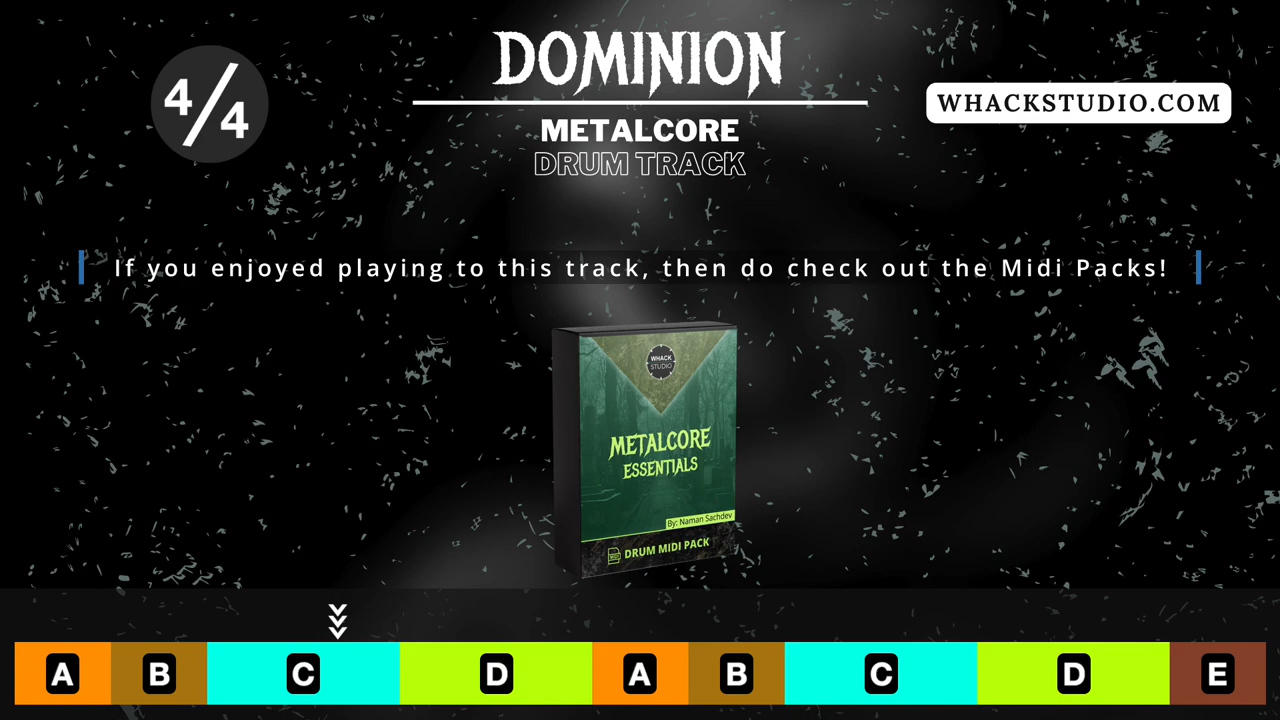 DOMINION
4/4
WHACKSTUDIO.COM
METALCORE
DRUM TRACK
If you enjoyed playing to this track, then do check out the Midi Packs!
WHACK
STUDIO
METALCORE
ESSENTIALS
By: Naman Sachdev
DRUM MIDI PACK
A B C D A B C D E